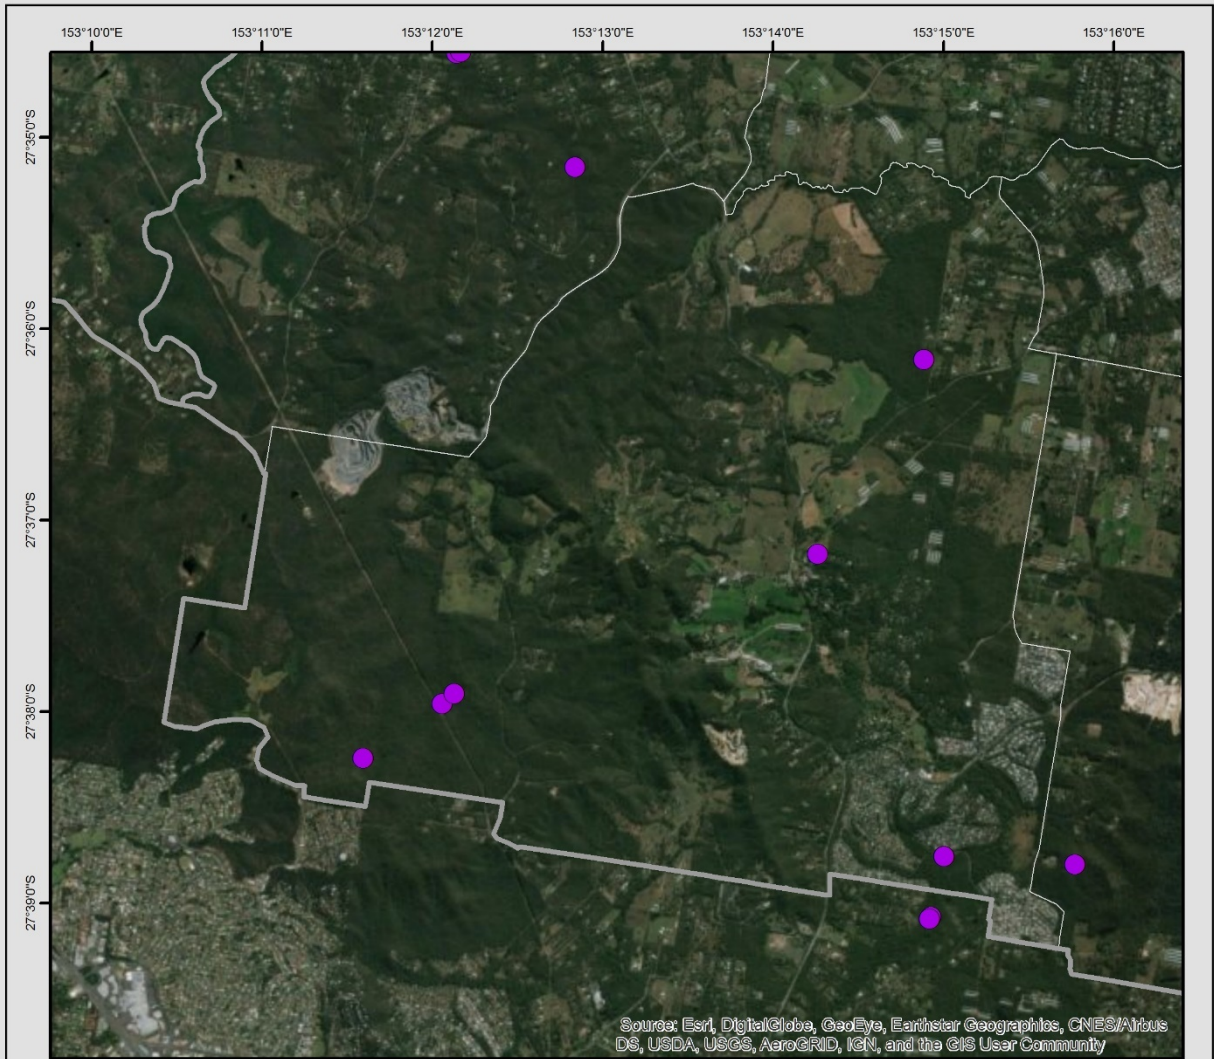 153°10'0"E 153°11'0"E 153°12'0"E 153°13'0"E 153°14'0"E 153°15'0"E 153°16'0"E
27°35'0"S
27°36'0"S
27°37'0"S
27°38'0"S
27°39'0"S
Source: Esri, DigitalGlobe, GeoEye, Earthstar Geographics, CNES/Airbus
DS, USDA, USGS, AeroGRID, IGN, and the GIS User Community